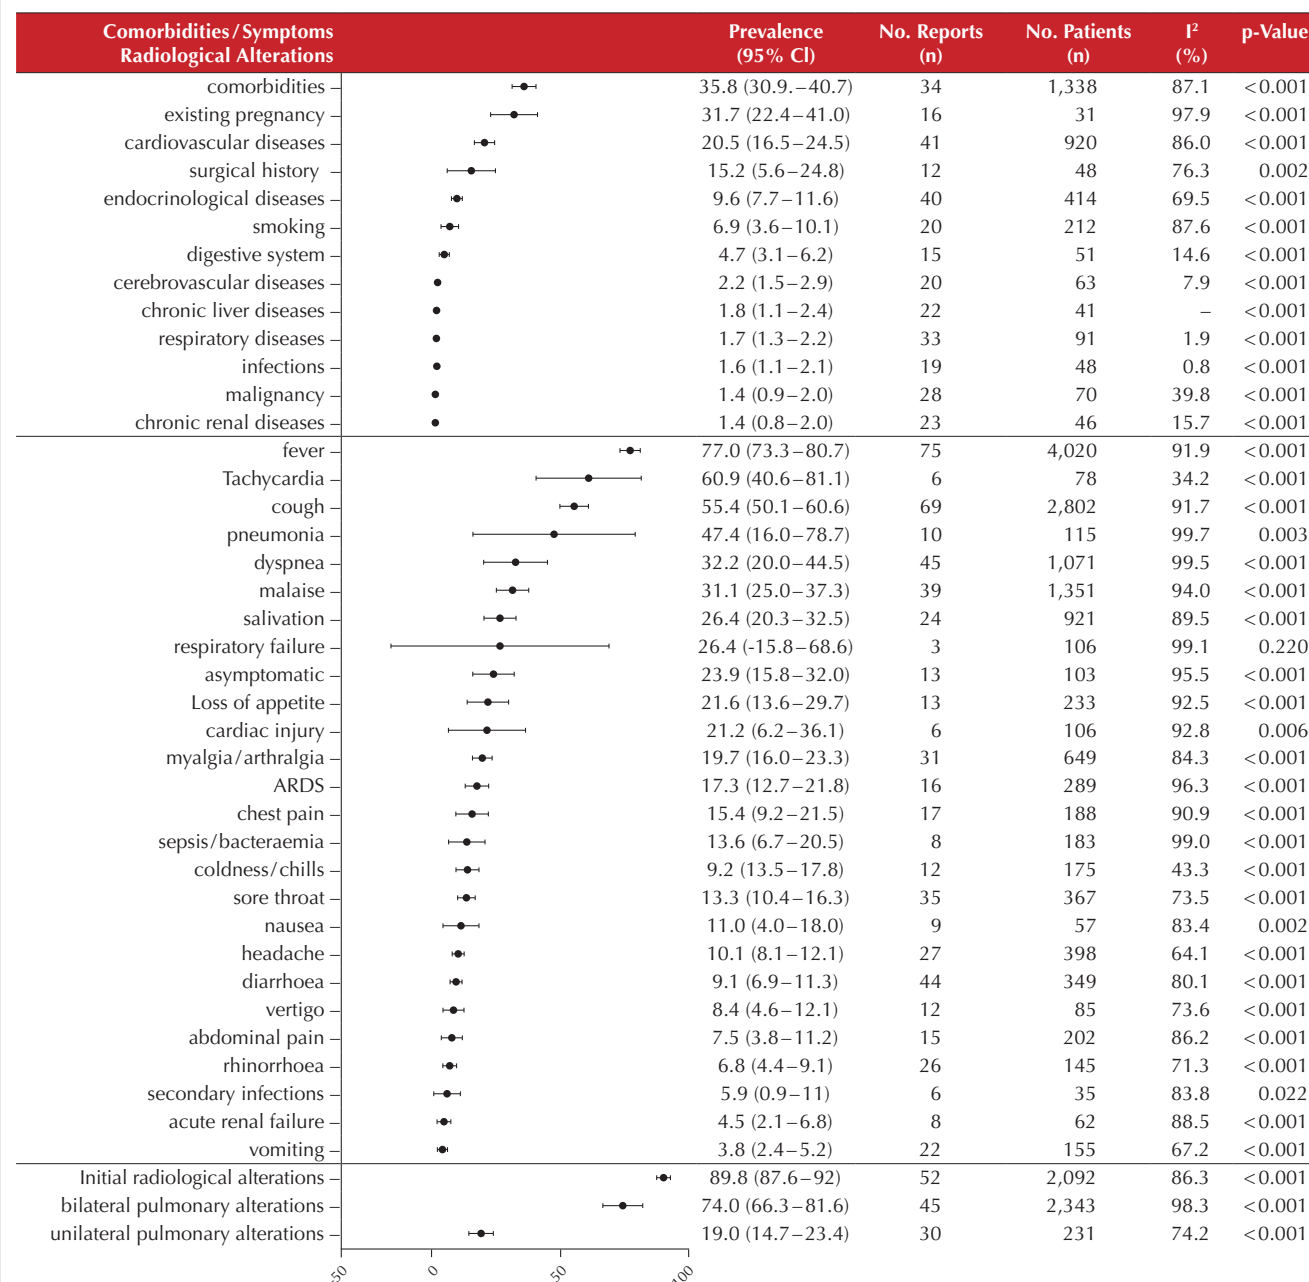 Comorbidities/Symptoms Prevalence No. Reports No. Patients I² p-Value
Radiological Alterations (95% Cl) (n) (n) (%)
comorbidities 35.8 (30.9.–40.7) 34 1,338 87.1 <0.001
existing pregnancy 31.7 (22.4–41.0) 16 31 97.9 <0.001
cardiovascular diseases 20.5 (16.5–24.5) 41 920 86.0 <0.001
surgical history 15.2 (5.6–24.8) 12 48 76.3 0.002
endocrinological diseases 9.6 (7.7–11.6) 40 414 69.5 <0.001
smoking 6.9 (3.6–10.1) 20 212 87.6 <0.001
digestive system 4.7 (3.1–6.2) 15 51 14.6 <0.001
cerebrovascular diseases 2.2 (1.5–2.9) 20 63 7.9 <0.001
chronic liver diseases 1.8 (1.1–2.4) 22 41 – <0.001
respiratory diseases 1.7 (1.3–2.2) 33 91 1.9 <0.001
infections 1.6 (1.1–2.1) 19 48 0.8 <0.001
malignancy 1.4 (0.9–2.0) 28 70 39.8 <0.001
chronic renal diseases 1.4 (0.8–2.0) 23 46 15.7 <0.001
fever 77.0 (73.3–80.7) 75 4,020 91.9 <0.001
Tachycardia 60.9 (40.6–81.1) 6 78 34.2 <0.001
cough 55.4 (50.1–60.6) 69 2,802 91.7 <0.001
pneumonia 47.4 (16.0–78.7) 10 115 99.7 0.003
dyspnea 32.2 (20.0–44.5) 45 1,071 99.5 <0.001
malaise 31.1 (25.0–37.3) 39 1,351 94.0 <0.001
salivation 26.4 (20.3–32.5) 24 921 89.5 <0.001
respiratory failure 26.4 (-15.8–68.6) 3 106 99.1 0.220
asymptomatic 23.9 (15.8–32.0) 13 103 95.5 <0.001
Loss of appetite 21.6 (13.6–29.7) 13 233 92.5 <0.001
cardiac injury 21.2 (6.2–36.1) 6 106 92.8 0.006
myalgia/arthralgia 19.7 (16.0–23.3) 31 649 84.3 <0.001
ARDS 17.3 (12.7–21.8) 16 289 96.3 <0.001
chest pain 15.4 (9.2–21.5) 17 188 90.9 <0.001
sepsis/bacteraemia 13.6 (6.7–20.5) 8 183 99.0 <0.001
coldness/chills 9.2 (13.5–17.8) 12 175 43.3 <0.001
sore throat 13.3 (10.4–16.3) 35 367 73.5 <0.001
nausea 11.0 (4.0–18.0) 9 57 83.4 0.002
headache 10.1 (8.1–12.1) 27 398 64.1 <0.001
diarrhoea 9.1 (6.9–11.3) 44 349 80.1 <0.001
vertigo 8.4 (4.6–12.1) 12 85 73.6 <0.001
abdominal pain 7.5 (3.8–11.2) 15 202 86.2 <0.001
rhinorrhoea 6.8 (4.4–9.1) 26 145 71.3 <0.001
secondary infections 5.9 (0.9–11) 6 35 83.8 0.022
acute renal failure 4.5 (2.1–6.8) 8 62 88.5 <0.001
vomiting 3.8 (2.4–5.2) 22 155 67.2 <0.001
Initial radiological alterations 89.8 (87.6–92) 52 2,092 86.3 <0.001
bilateral pulmonary alterations 74.0 (66.3–81.6) 45 2,343 98.3 <0.001
unilateral pulmonary alterations 19.0 (14.7–23.4) 30 231 74.2 <0.001
0 50 100